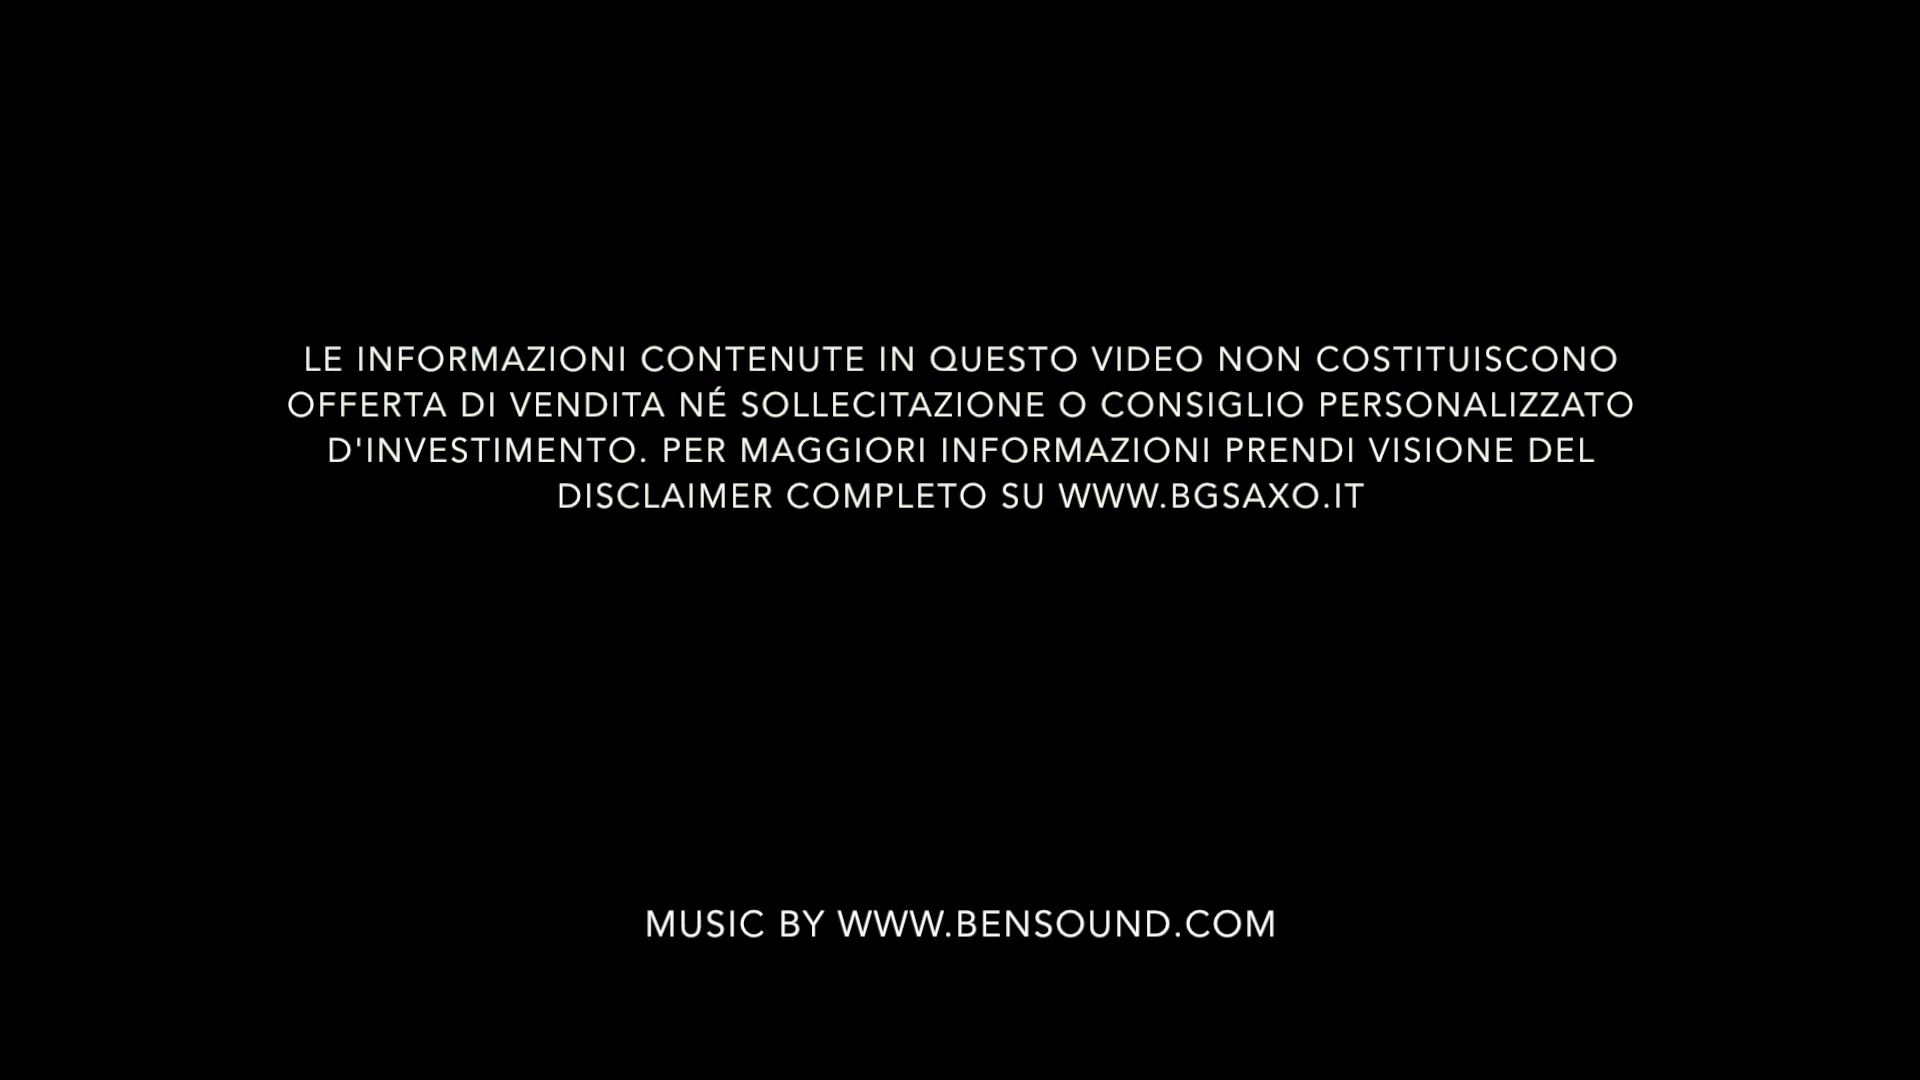 LE INFORMAZIONI CONTENUTE IN QUESTO VIDEO NON COSTITUISCONO
OFFERTA DI VENDITA NÉ SOLLECITAZIONE O CONSIGLIO PERSONALIZZATO
D'INVESTIMENTO. PER MAGGIORI INFORMAZIONI PRENDI VISIONE DEL
DISCLAIMER COMPLETO SU WWW.BGSAXO.IT
MUSIC BY WWW.BENSOUND.COM